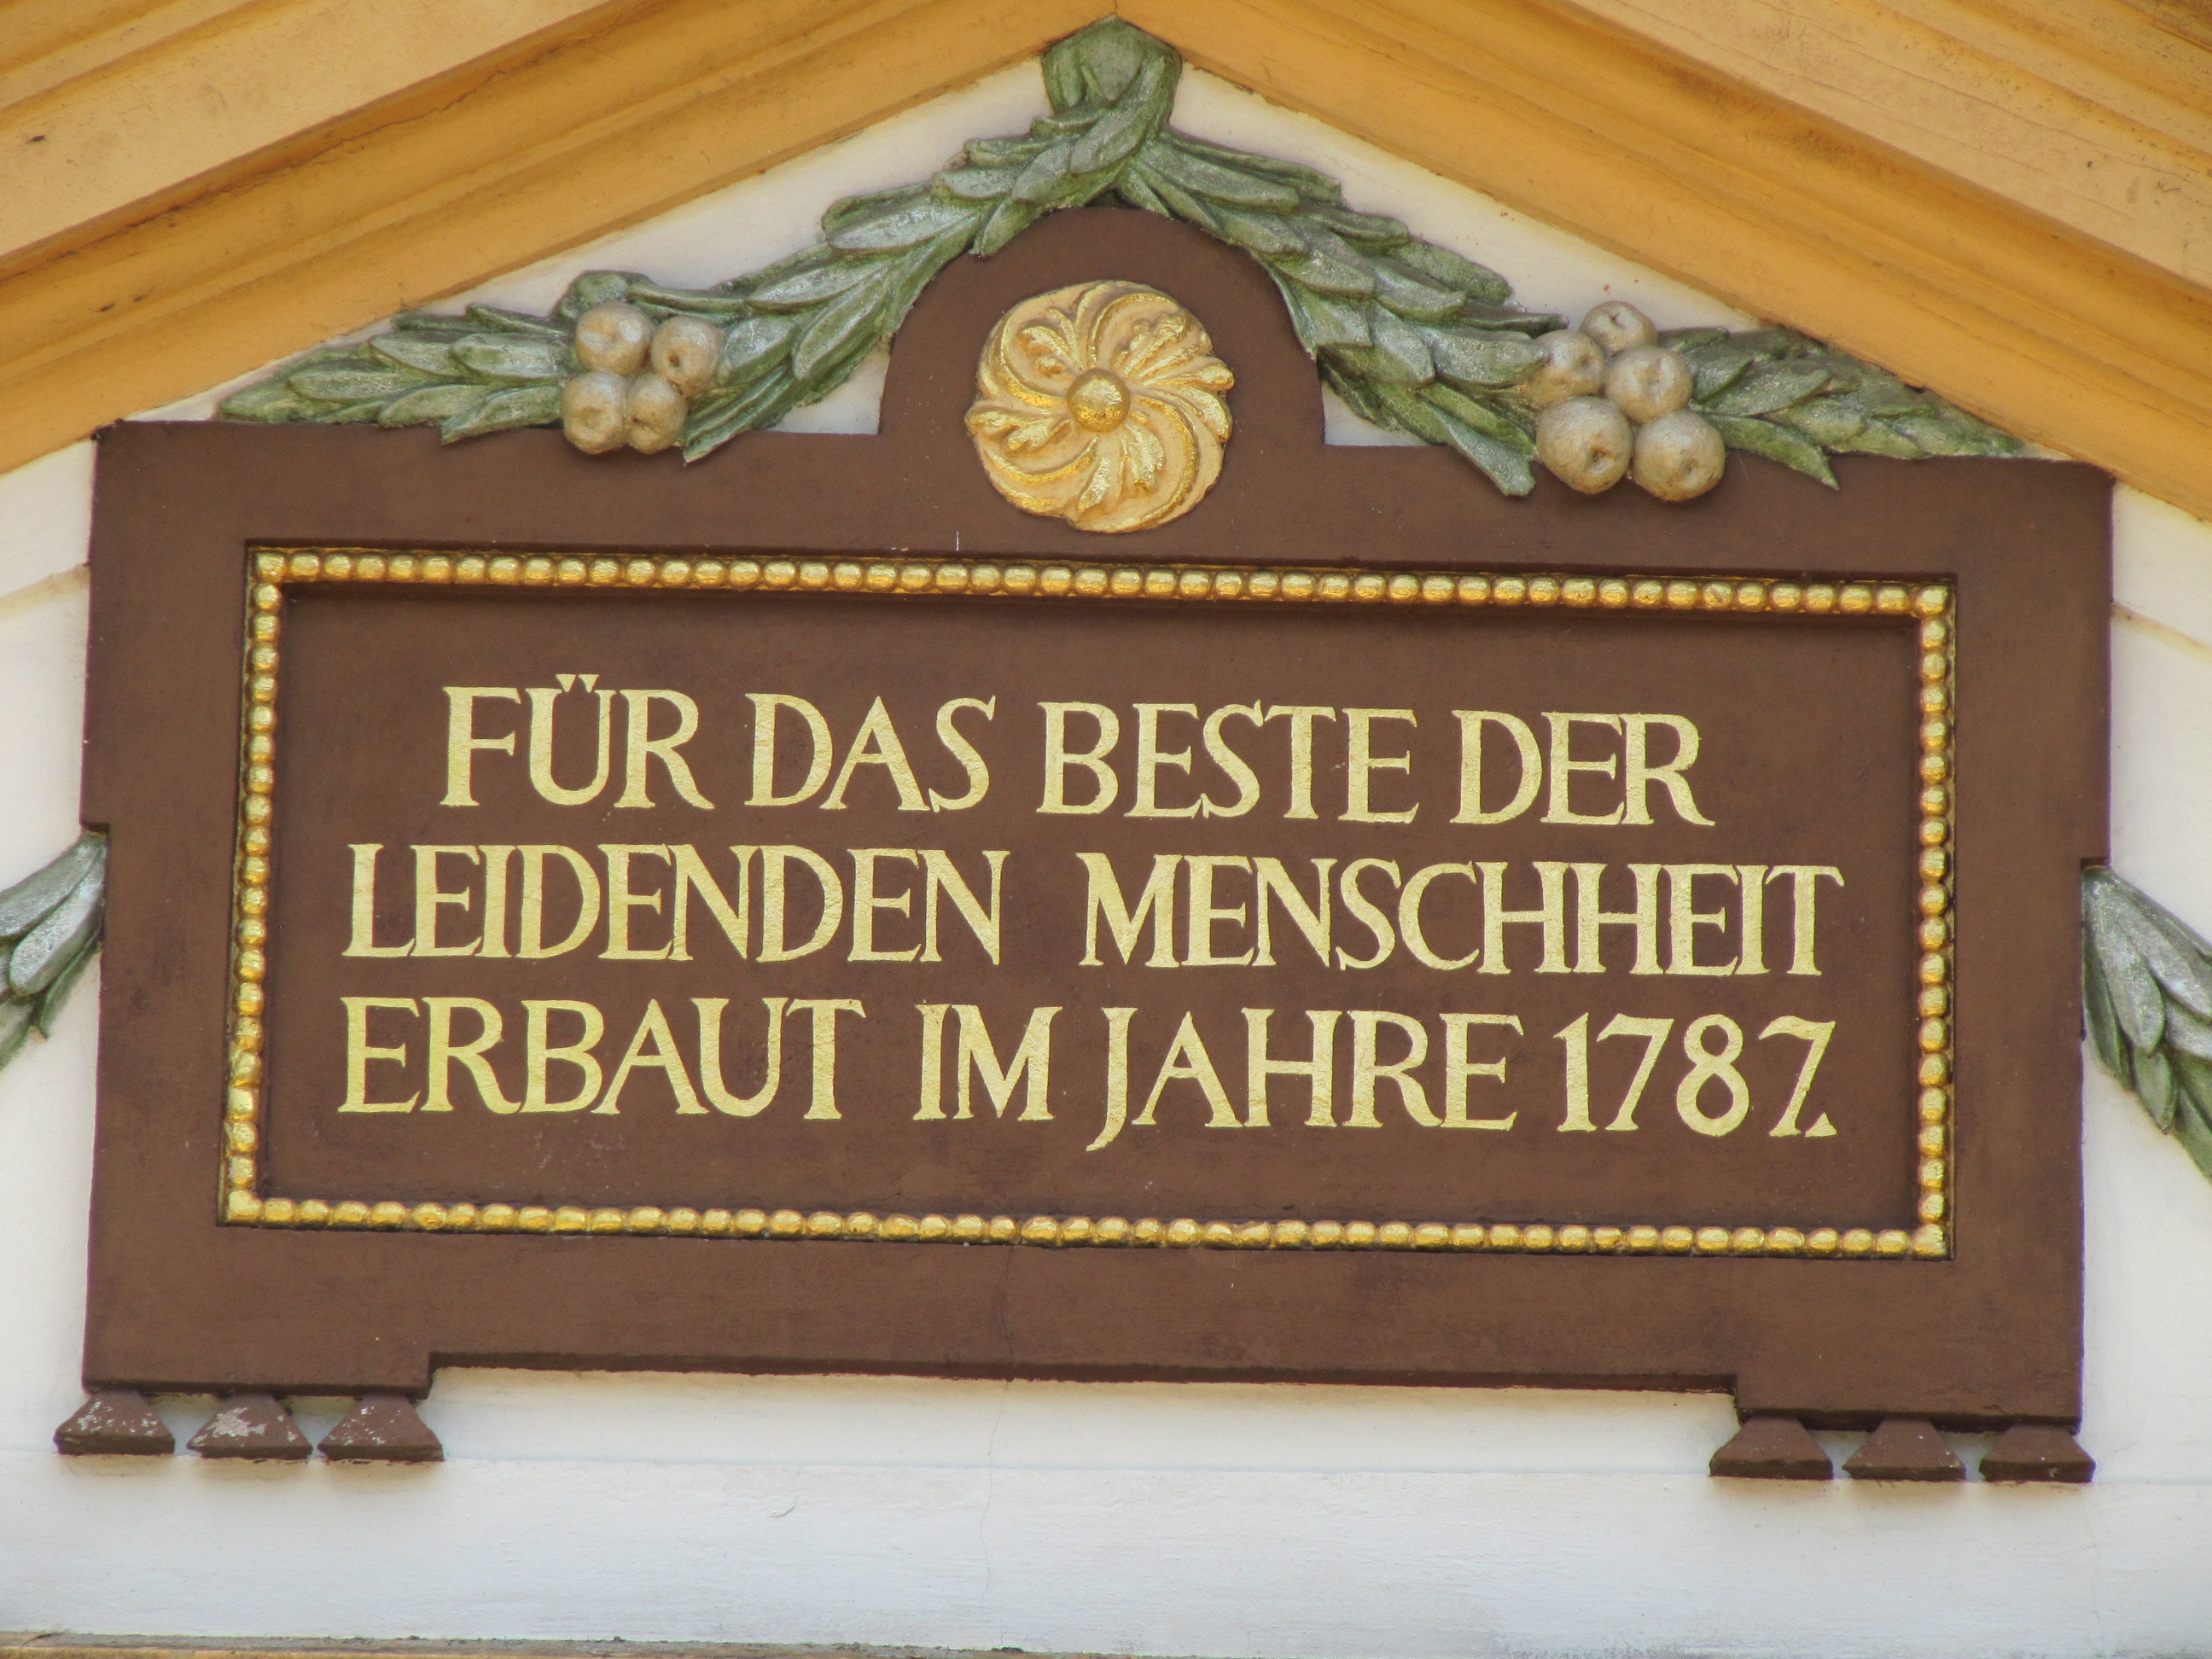 FÜR DAS BESTE DER
LEIDENDEN MENSCHHEIT
ERBAUT IM JAHRE 1787.